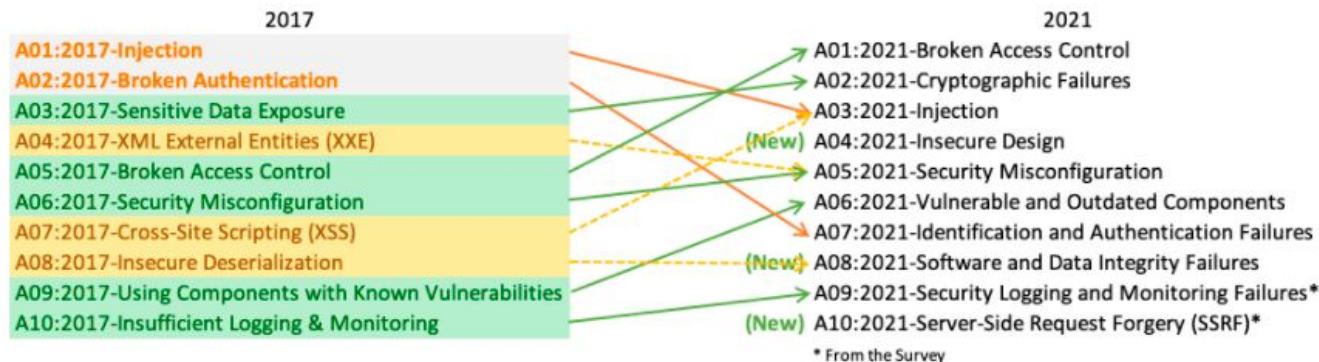 2017
A01:2017-Injection
A02:2017-Broken Authentication
A03:2017-Sensitive Data Exposure
A04:2017-XML External Entities (XXE)
A05:2017-Broken Access Control
A06:2017-Security Misconfiguration
A07:2017-Cross-Site Scripting (XSS)
A08:2017-Insecure Deserialization
A09:2017-Using Components with Known Vulnerabilities
A10:2017-Insufficient Logging & Monitoring
2021
A01:2021-Broken Access Control
A02:2021-Cryptographic Failures
A03:2021-Injection
(New) A04:2021-Insecure Design
A05:2021-Security Misconfiguration
A06:2021-Vulnerable and Outdated Components
A07:2021-Identification and Authentication Failures
(New) A08:2021-Software and Data Integrity Failures
A09:2021-Security Logging and Monitoring Failures*
(New) A10:2021-Server-Side Request Forgery (SSRF)*
* From the Survey